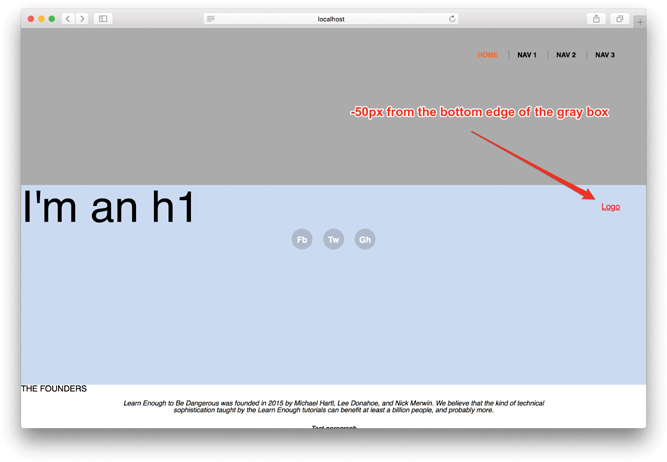 localhost
HOME NAV 1 NAV 2 NAV 3
-50px from the bottom edge of the gray box
I'm an h1
Logo
Fb Tw Gh
THE FOUNDERS
Learn Enough to Be Dangerous was founded in 2015 by Michael Hartl, Lee Donahoe, and Nick Merwin. We believe that the kind of technical
sophistication taught by the Learn Enough tutorials can benefit at least a billion people, and probably more.
Test paragraph